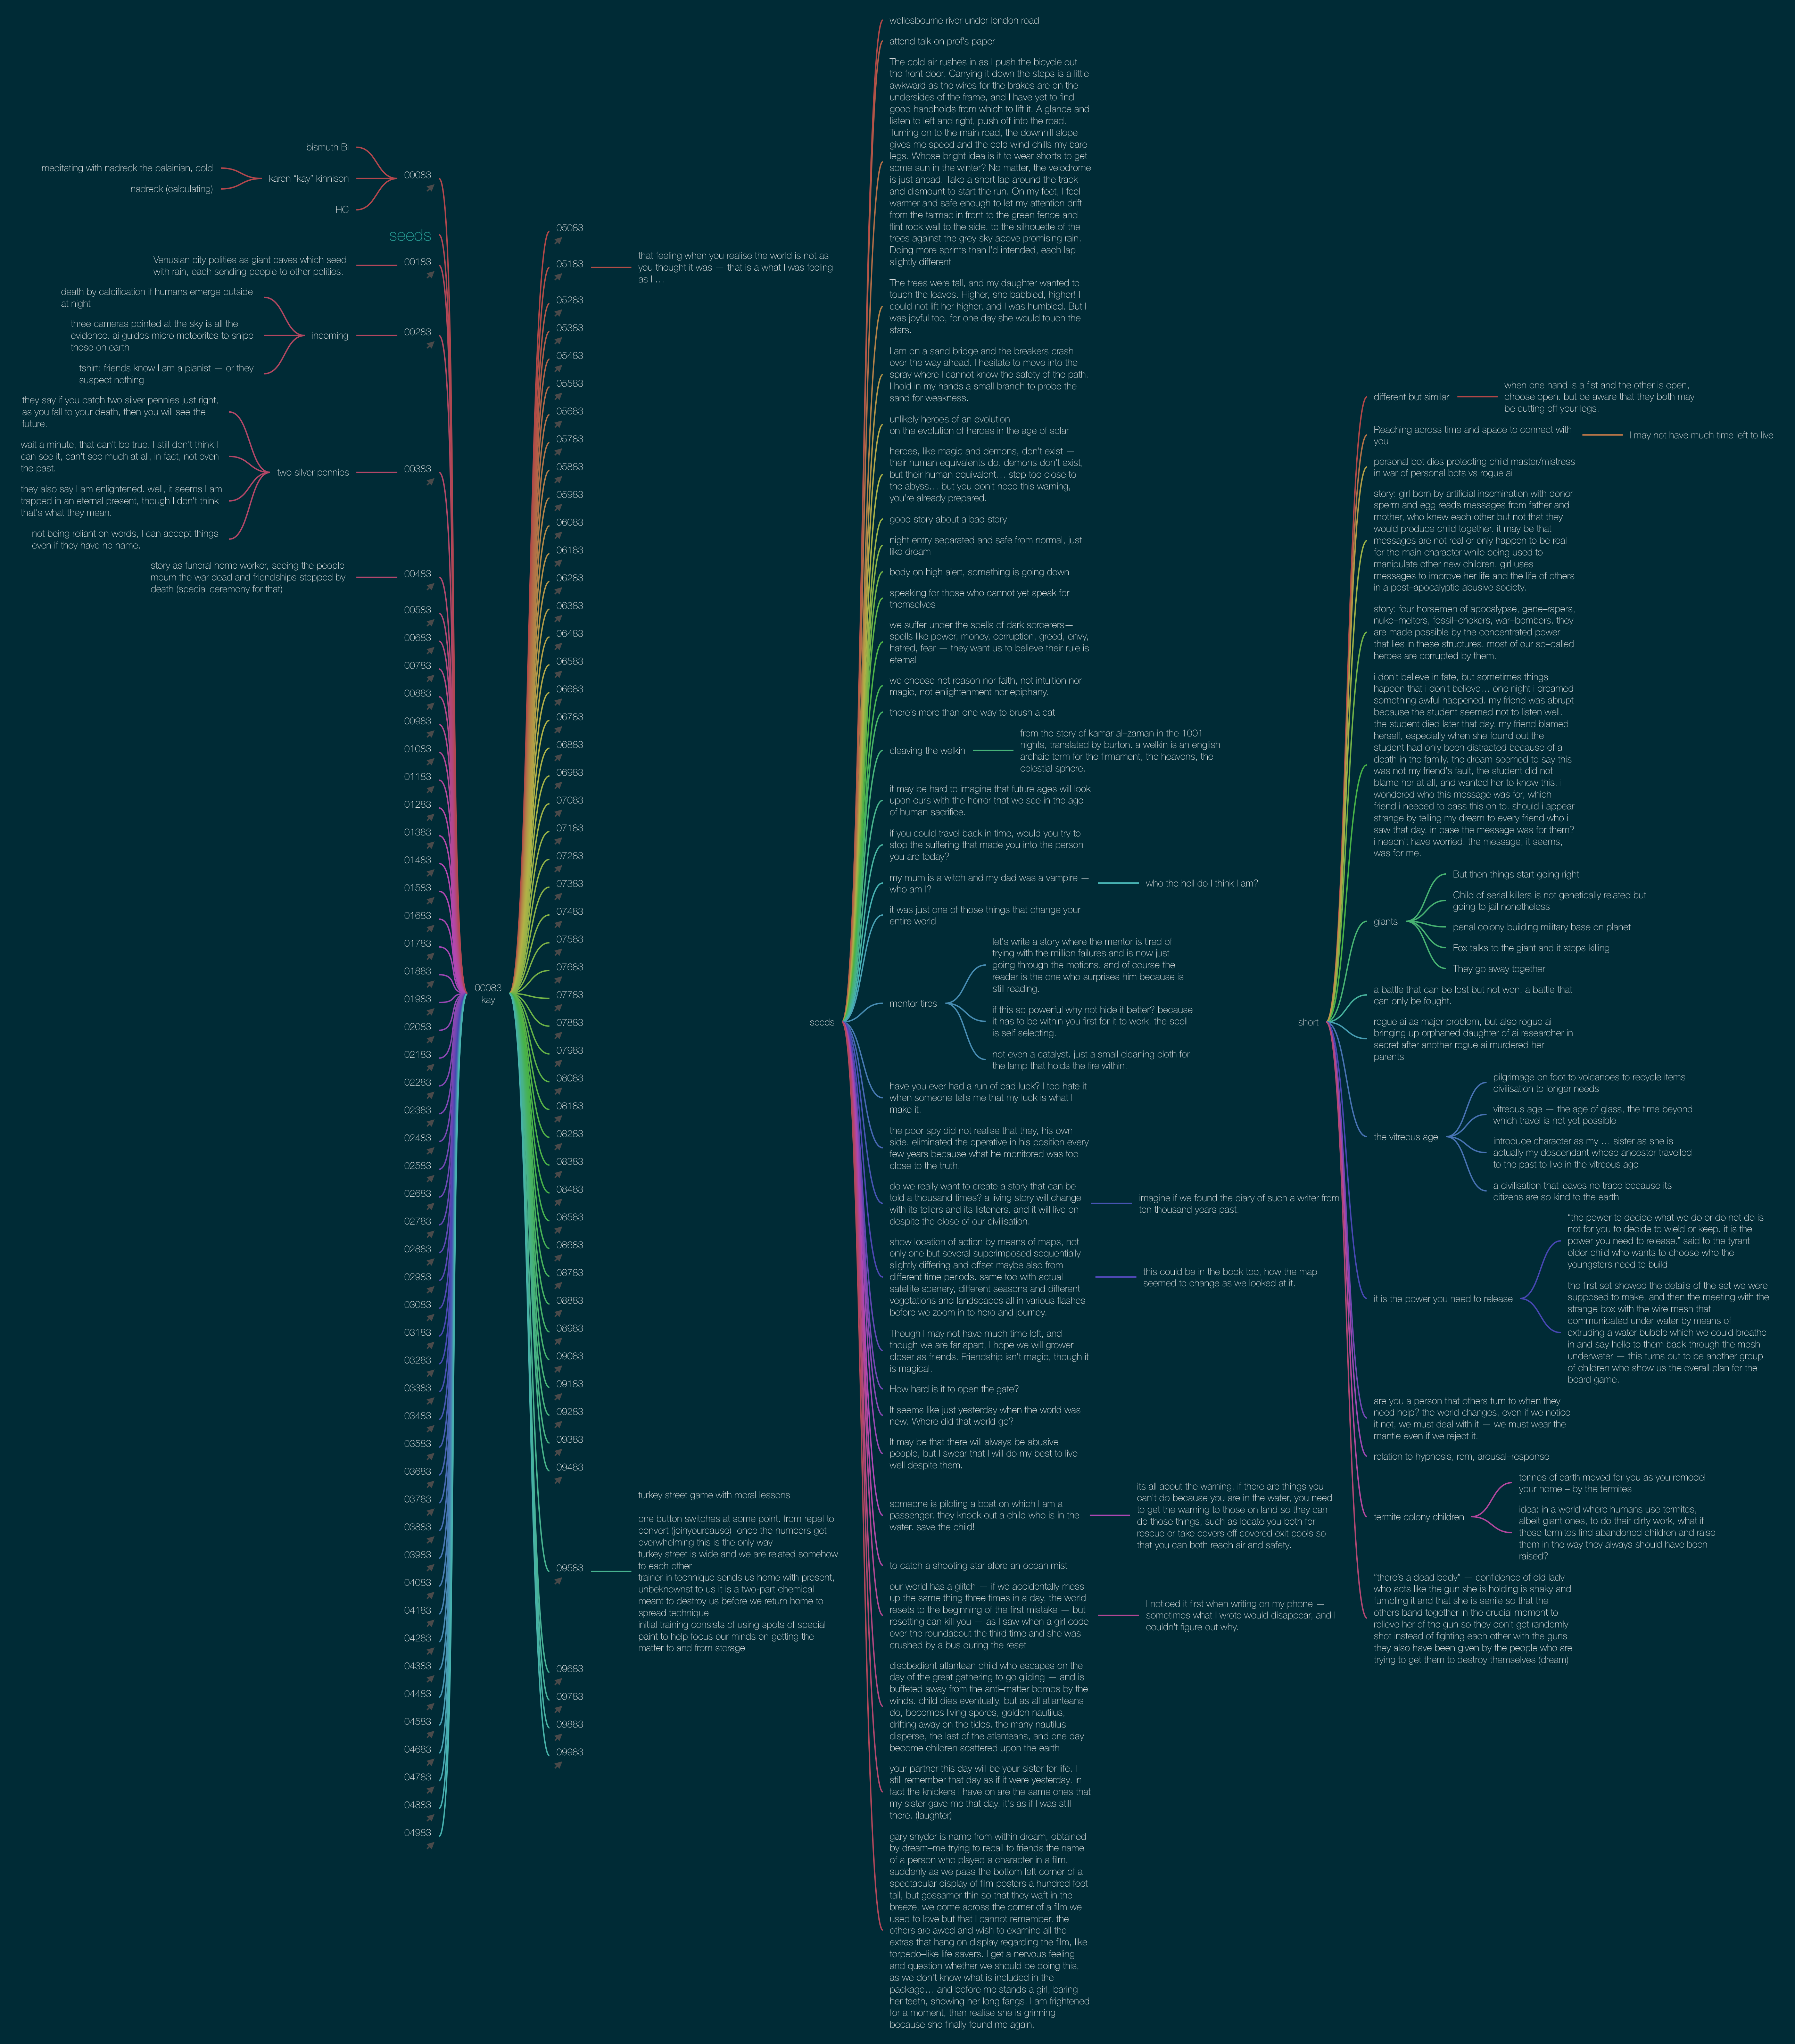 bismuth Bi
meditating with nadreck the palainian, cold
nadreck (calculating)
karen “kay” kinnison
HC
00083
seeds
Venusian city polities as giant caves which seed
with rain, each sending people to other polities.
00183
death by calcification if humans emerge outside
at night
three cameras pointed at the sky is all the
evidence. ai guides micro meteorites to snipe
those on earth
tshirt: friends know I am a pianist — or they
suspect nothing
incoming
00283
they say if you catch two silver pennies just right,
as you fall to your death, then you will see the
future.
wait a minute, that can't be true. I still don't think I
can see it, can't see much at all, in fact, not even
the past.
they also say I am enlightened. well, it seems I am
trapped in an eternal present, though I don't think
that's what they mean.
not being reliant on words, I can accept things
even if they have no name.
two silver pennies
00383
story as funeral home worker, seeing the people
mourn the war dead and friendships stopped by
death (special ceremony for that)
00483
00583
00683
00783
00883
00983
01083
01183
01283
01383
01483
01583
01683
01783
01883
01983
02083
02183
02283
02383
02483
02583
02683
02783
02883
02983
03083
03183
03283
03383
03483
03583
03683
03783
03883
03983
04083
04183
04283
04383
04483
04583
04683
04783
04883
04983
00083
kay
05083
05183
that feeling when you realise the world is not as
you thought it was — that is a what I was feeling
as I …
05283
05383
05483
05583
05683
05783
05883
05983
06083
06183
06283
06383
06483
06583
06683
06783
06883
06983
07083
07183
07283
07383
07483
07583
07683
07783
07883
07983
08083
08183
08283
08383
08483
08583
08683
08783
08883
08983
09083
09183
09283
09383
09483
09583
turkey street game with moral lessons
one button switches at some point. from repel to
convert (joinyourcause) once the numbers get
overwhelming this is the only way
turkey street is wide and we are related somehow
to each other
trainer in technique sends us home with present,
unbeknownst to us it is a two-part chemical
meant to destroy us before we return home to
spread technique
initial training consists of using spots of special
paint to help focus our minds on getting the
matter to and from storage
09683
09783
09883
09983
seeds
wellesbourne river under london road
attend talk on prof's paper
The cold air rushes in as I push the bicycle out
the front door. Carrying it down the steps is a little
awkward as the wires for the brakes are on the
undersides of the frame, and I have yet to find
good handholds from which to lift it. A glance and
listen to left and right, push off into the road.
Turning on to the main road, the downhill slope
gives me speed and the cold wind chills my bare
legs. Whose bright idea is it to wear shorts to get
some sun in the winter? No matter, the velodrome
is just ahead. Take a short lap around the track
and dismount to start the run. On my feet, I feel
warmer and safe enough to let my attention drift
from the tarmac in front to the green fence and
flint rock wall to the side, to the silhouette of the
trees against the grey sky above promising rain.
Doing more sprints than I'd intended, each lap
slightly different
The trees were tall, and my daughter wanted to
touch the leaves. Higher, she babbled, higher! I
could not lift her higher, and I was humbled. But I
was joyful too, for one day she would touch the
stars.
I am on a sand bridge and the breakers crash
over the way ahead. I hesitate to move into the
spray where I cannot know the safety of the path.
I hold in my hands a small branch to probe the
sand for weakness.
unlikely heroes of an evolution
on the evolution of heroes in the age of solar
heroes, like magic and demons, don't exist —
their human equivalents do. demons don't exist,
but their human equivalent… step too close to
the abyss… but you don't need this warning,
you're already prepared.
good story about a bad story
night entry separated and safe from normal, just
like dream
body on high alert, something is going down
speaking for those who cannot yet speak for
themselves
we suffer under the spells of dark sorcerers—
spells like power, money, corruption, greed, envy,
hatred, fear — they want us to believe their rule is
eternal
we choose not reason nor faith, not intuition nor
magic, not enlightenment nor epiphany.
there's more than one way to brush a cat
cleaving the welkin
from the story of kamar al–zaman in the 1001
nights, translated by burton. a welkin is an english
archaic term for the firmament, the heavens, the
celestial sphere.
it may be hard to imagine that future ages will look
upon ours with the horror that we see in the age
of human sacrifice.
if you could travel back in time, would you try to
stop the suffering that made you into the person
you are today?
my mum is a witch and my dad was a vampire —
who am I?
who the hell do I think I am?
it was just one of those things that change your
entire world
mentor tires
let's write a story where the mentor is tired of
trying with the million failures and is now just
going through the motions. and of course the
reader is the one who surprises him because is
still reading.
if this so powerful why not hide it better? because
it has to be within you first for it to work. the spell
is self selecting.
not even a catalyst. just a small cleaning cloth for
the lamp that holds the fire within.
have you ever had a run of bad luck? I too hate it
when someone tells me that my luck is what I
make it.
the poor spy did not realise that they, his own
side. eliminated the operative in his position every
few years because what he monitored was too
close to the truth.
do we really want to create a story that can be
told a thousand times? a living story will change
with its tellers and its listeners. and it will live on
despite the close of our civilisation.
imagine if we found the diary of such a writer from
ten thousand years past.
show location of action by means of maps, not
only one but several superimposed sequentially
slightly differing and offset maybe also from
different time periods. same too with actual
satellite scenery, different seasons and different
vegetations and landscapes all in various flashes
before we zoom in to hero and journey.
this could be in the book too, how the map
seemed to change as we looked at it.
Though I may not have much time left, and
though we are far apart, I hope we will grower
closer as friends. Friendship isn't magic, though it
is magical.
How hard is it to open the gate?
It seems like just yesterday when the world was
new. Where did that world go?
It may be that there will always be abusive
people, but I swear that I will do my best to live
well despite them.
someone is piloting a boat on which I am a
passenger. they knock out a child who is in the
water. save the child!
its all about the warning. if there are things you
can't do because you are in the water, you need
to get the warning to those on land so they can
do those things, such as locate you both for
rescue or take covers off covered exit pools so
that you can both reach air and safety.
to catch a shooting star afore an ocean mist
our world has a glitch — if we accidentally mess
up the same thing three times in a day, the world
resets to the beginning of the first mistake — but
resetting can kill you — as I saw when a girl code
over the roundabout the third time and she was
crushed by a bus during the reset
I noticed it first when writing on my phone —
sometimes what I wrote would disappear, and I
couldn't figure out why.
disobedient atlantean child who escapes on the
day of the great gathering to go gliding — and is
buffeted away from the anti–matter bombs by the
winds. child dies eventually, but as all atlanteans
do, becomes living spores, golden nautilus,
drifting away on the tides. the many nautilus
disperse, the last of the atlanteans, and one day
become children scattered upon the earth
your partner this day will be your sister for life. I
still remember that day as if it were yesterday. in
fact the knickers I have on are the same ones that
my sister gave me that day. it's as if I was still
there. (laughter)
gary snyder is name from within dream, obtained
by dream–me trying to recall to friends the name
of a person who played a character in a film.
suddenly as we pass the bottom left corner of a
spectacular display of film posters a hundred feet
tall, but gossamer thin so that they waft in the
breeze, we come across the corner of a film we
used to love but that I cannot remember. the
others are awed and wish to examine all the
extras that hang on display regarding the film, like
torpedo–like life savers. I get a nervous feeling
and question whether we should be doing this,
as we don't know what is included in the
package… and before me stands a girl, baring
her teeth, showing her long fangs. I am frightened
for a moment, then realise she is grinning
because she finally found me again.
short
different but similar
when one hand is a fist and the other is open,
choose open. but be aware that they both may
be cutting off your legs.
Reaching across time and space to connect with
you
I may not have much time left to live
personal bot dies protecting child master/mistress
in war of personal bots vs rogue ai
story: girl born by artificial insemination with donor
sperm and egg reads messages from father and
mother, who knew each other but not that they
would produce child together. it may be that
messages are not real or only happen to be real
for the main character while being used to
manipulate other new children. girl uses
messages to improve her life and the life of others
in a post–apocalyptic abusive society.
story: four horsemen of apocalypse, gene–rapers,
nuke–melters, fossil–chokers, war–bombers. they
are made possible by the concentrated power
that lies in these structures. most of our so–called
heroes are corrupted by them.
i don't believe in fate, but sometimes things
happen that i don't believe… one night i dreamed
something awful happened. my friend was abrupt
because the student seemed not to listen well.
the student died later that day. my friend blamed
herself, especially when she found out the
student had only been distracted because of a
death in the family. the dream seemed to say this
was not my friend's fault, the student did not
blame her at all, and wanted her to know this. i
wondered who this message was for, which
friend i needed to pass this on to. should i appear
strange by telling my dream to every friend who i
saw that day, in case the message was for them?
i needn't have worried. the message, it seems,
was for me.
giants
But then things start going right
Child of serial killers is not genetically related but
going to jail nonetheless
penal colony building military base on planet
Fox talks to the giant and it stops killing
They go away together
a battle that can be lost but not won. a battle that
can only be fought.
rogue ai as major problem, but also rogue ai
bringing up orphaned daughter of ai researcher in
secret after another rogue ai murdered her
parents
the vitreous age
pilgrimage on foot to volcanoes to recycle items
civilisation to longer needs
vitreous age — the age of glass, the time beyond
which travel is not yet possible
introduce character as my … sister as she is
actually my descendant whose ancestor travelled
to the past to live in the vitreous age
a civilisation that leaves no trace because its
citizens are so kind to the earth
it is the power you need to release
“the power to decide what we do or do not do is
not for you to decide to wield or keep. it is the
power you need to release.” said to the tyrant
older child who wants to choose who the
youngsters need to build
the first set showed the details of the set we were
supposed to make, and then the meeting with the
strange box with the wire mesh that
communicated under water by means of
extruding a water bubble which we could breathe
in and say hello to them back through the mesh
underwater — this turns out to be another group
of children who show us the overall plan for the
board game.
are you a person that others turn to when they
need help? the world changes, even if we notice
it not, we must deal with it — we must wear the
mantle even if we reject it.
relation to hypnosis, rem, arousal–response
termite colony children
tonnes of earth moved for you as you remodel
your home – by the termites
idea: in a world where humans use termites,
albeit giant ones, to do their dirty work, what if
those termites find abandoned children and raise
them in the way they always should have been
raised?
“there's a dead body” — confidence of old lady
who acts like the gun she is holding is shaky and
fumbling it and that she is senile so that the
others band together in the crucial moment to
relieve her of the gun so they don't get randomly
shot instead of fighting each other with the guns
they also have been given by the people who are
trying to get them to destroy themselves (dream)